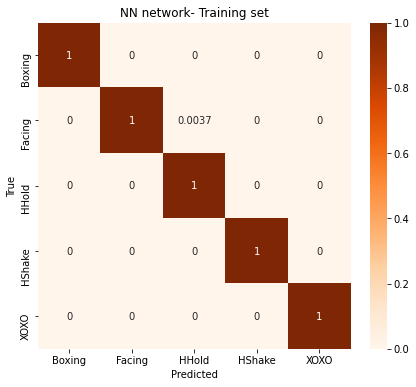 NN network- Training set
Boxing 1 0 0 0 0
Facing 0 1 0.0037 0 0
HHold 0 0 1 0 0
HShake 0 0 0 1 0
XOXO 0 0 0 0 1
True
Boxing Facing HHold HShake XOXO
Predicted
1.0
0.8
0.6
0.4
0.2
0.0